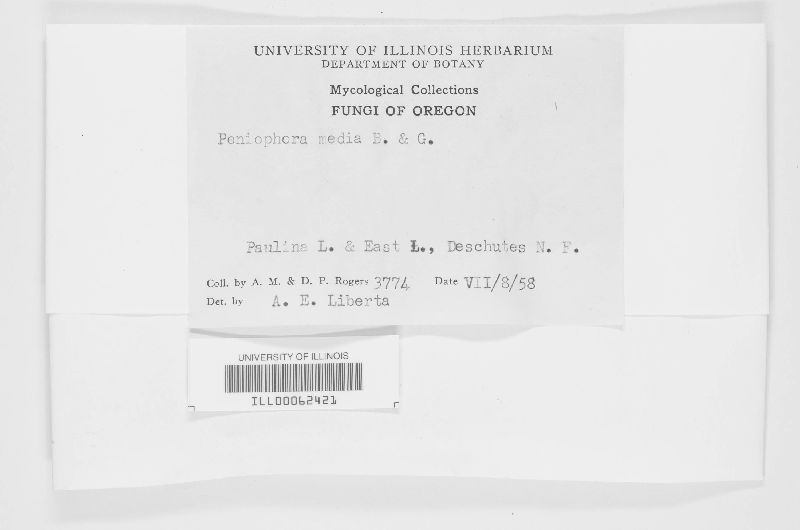 UNIVERSITY OF ILLINOIS HERBARIUM
DEPARTMENT OF BOTANY
Mycological Collections
FUNGI OF OREGON
Peniophora media B. & G.
Paulina L. & East L., Deschutes N. F.
Coll. by A. M. & D. P. Rogers 3774 Date VII/8/58
Det. by A. E. Liberta
UNIVERSITY OF ILLINOIS
ILL00062421